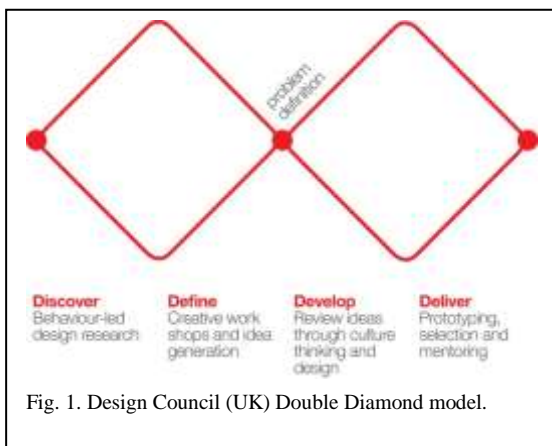 problem
definition
Discover
Behaviour-led
design research
Define
Creative work
shops and idea
generation
Develop
Review ideas
through culture
thinking and
design
Deliver
Prototyping,
selection and
mentoring
Fig. 1. Design Council (UK) Double Diamond model.